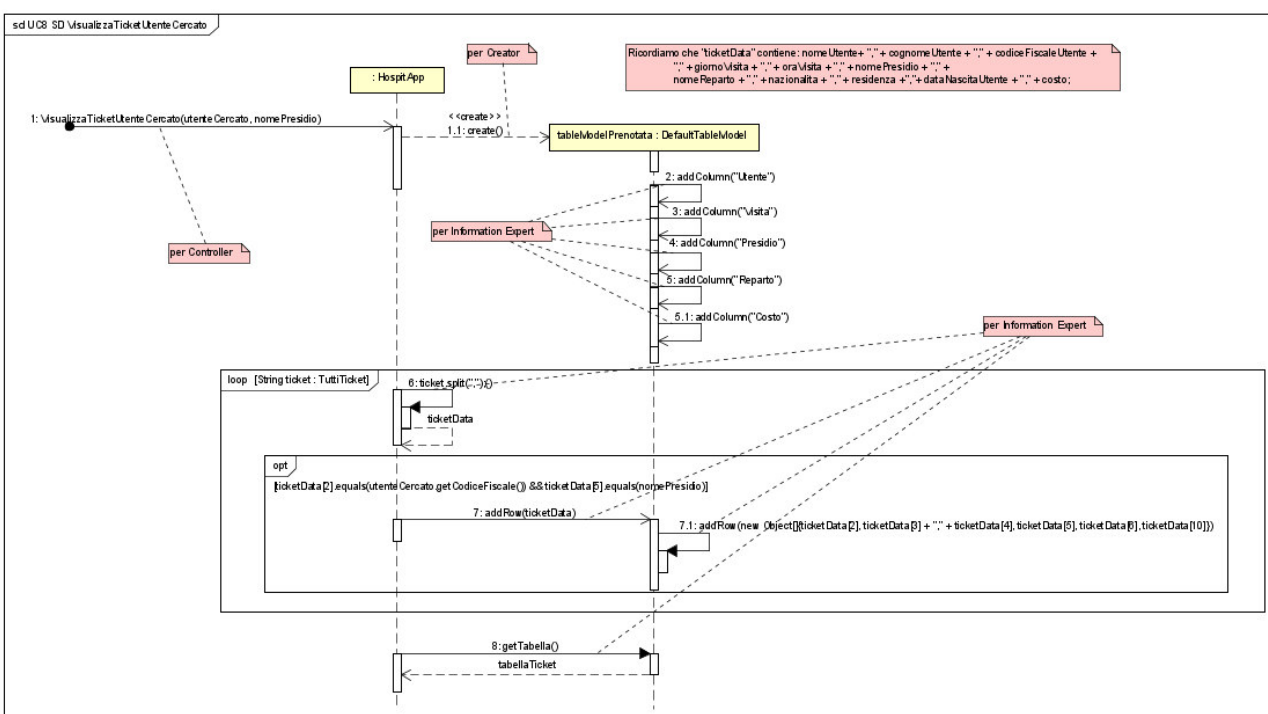 sd UC8 SD VisualizzaTicketUtenteCercato
per Creator
Ricordiamo che "ticketData" contiene: nomeUtente+ "," + cognomeUtente + "," + codiceFiscaleUtente +
"," + giornoVisita + "," + oraVisita + "," + nomePresidio + "," +
nomeReparto + "," + nazionalita + "," + residenza +","+ dataNascitaUtente + "," + costo;
: HospitApp
1: VisualizzaTicketUtenteCercato(utenteCercato, nomePresidio)
<<create>>
1.1: create()
tableModelPrenotata : DefaultTableModel
2: addColumn("Utente")
3: addColumn("visita")
per Information Expert
4: addColumn("Presidio")
per Controller
5: addColumn("Reparto")
5.1: addColumn("Costo")
per Information Expert
loop [String ticket : TuttiTicket]
6: ticket.split(",");()
ticketData
opt
[ticketData[2].equals(utenteCercato.getCodiceFiscale()) && ticketData[5].equals(nomePresidio)]
7: addRow(ticketData)
7.1: addRow(new Object[]{ticketData[2], ticketData[3] + "," + ticketData[4], ticketData[5], ticketData[6], ticketData[10]})
8: getTabella()
tabellaTicket